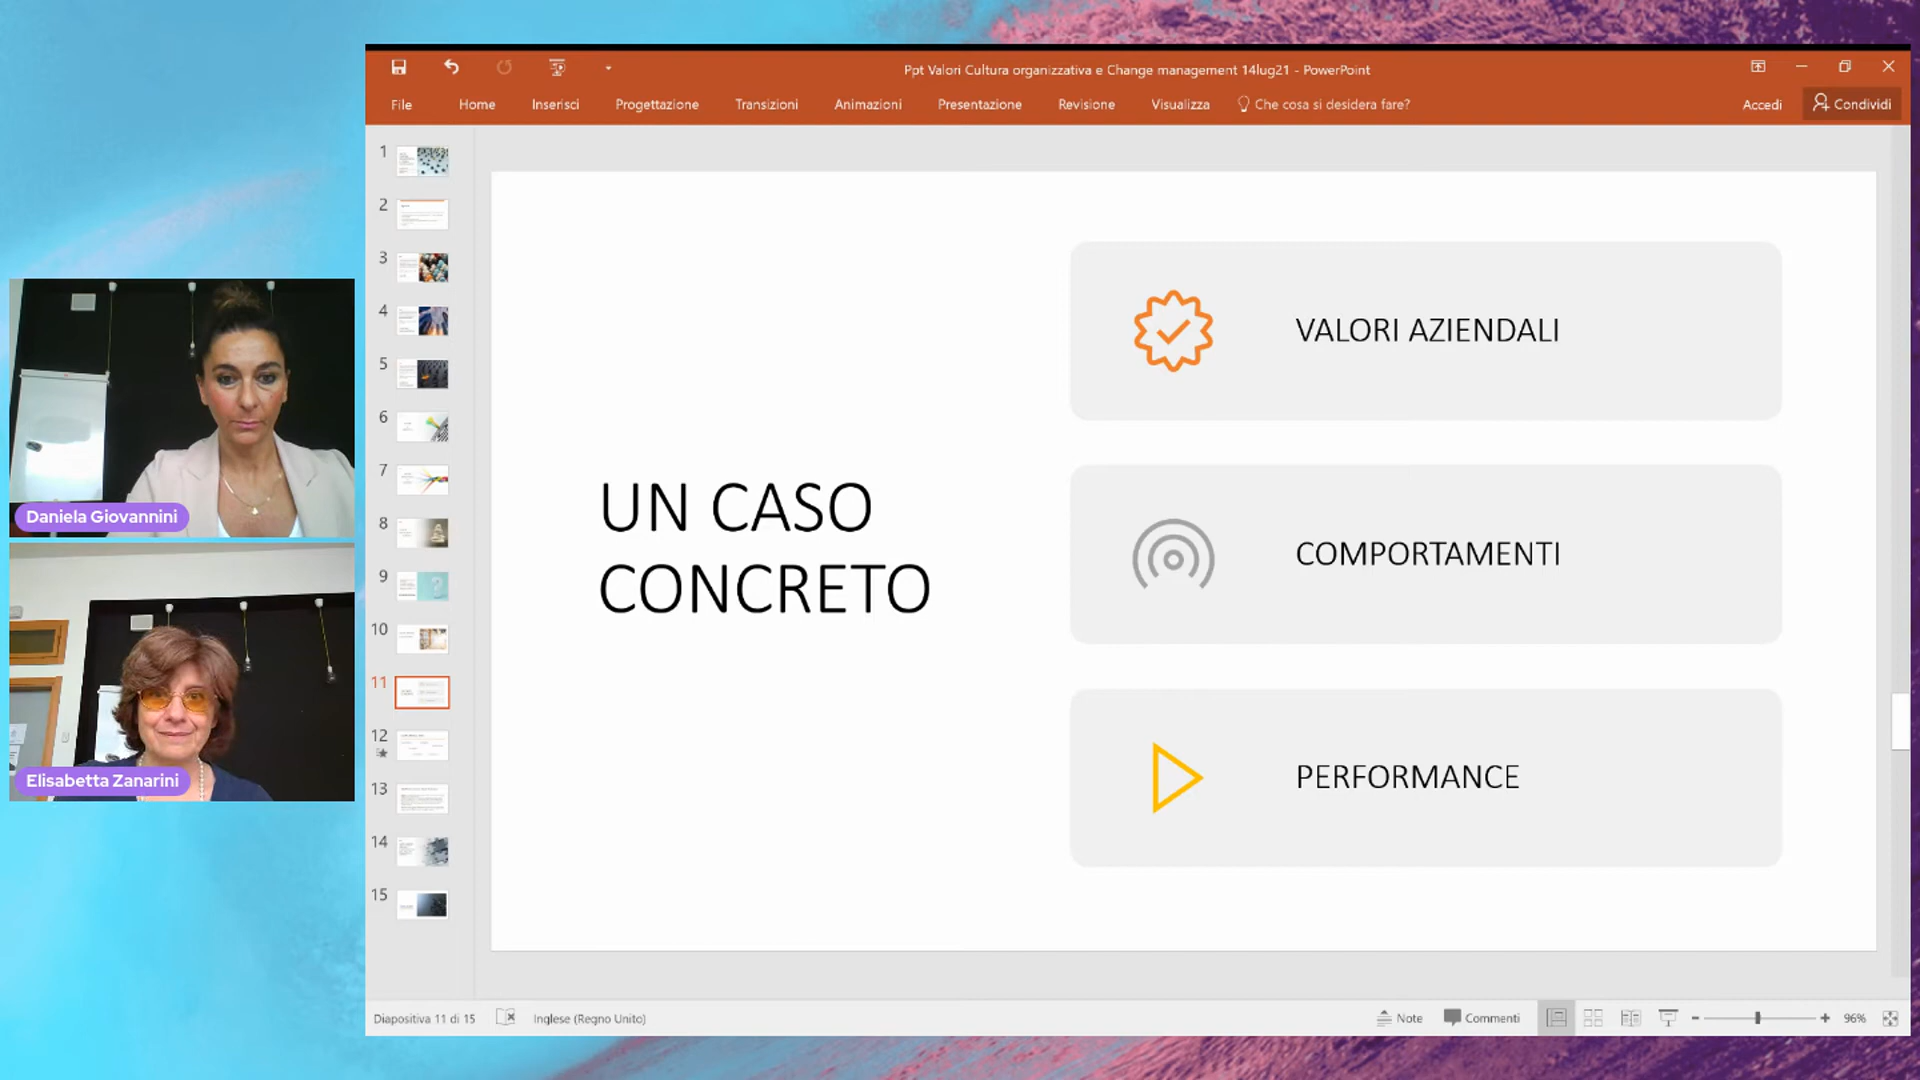 Ppt Valori Cultura organizzativa e Change management 14lug21 - PowerPoint
File Home Inserisci Progettazione Transizioni Animazioni Presentazione Revisione Visualizza Che cosa si desidera fare? Accedi Condividi
1
2
3
4
5
6
7
8
9
10
11
12
13
14
15
UN CASO
CONCRETO
VALORI AZIENDALI
COMPORTAMENTI
PERFORMANCE
Daniela Giovannini
Elisabetta Zanarini
Diapositiva 11 di 15 Inglese (Regno Unito) Note Commenti 96%